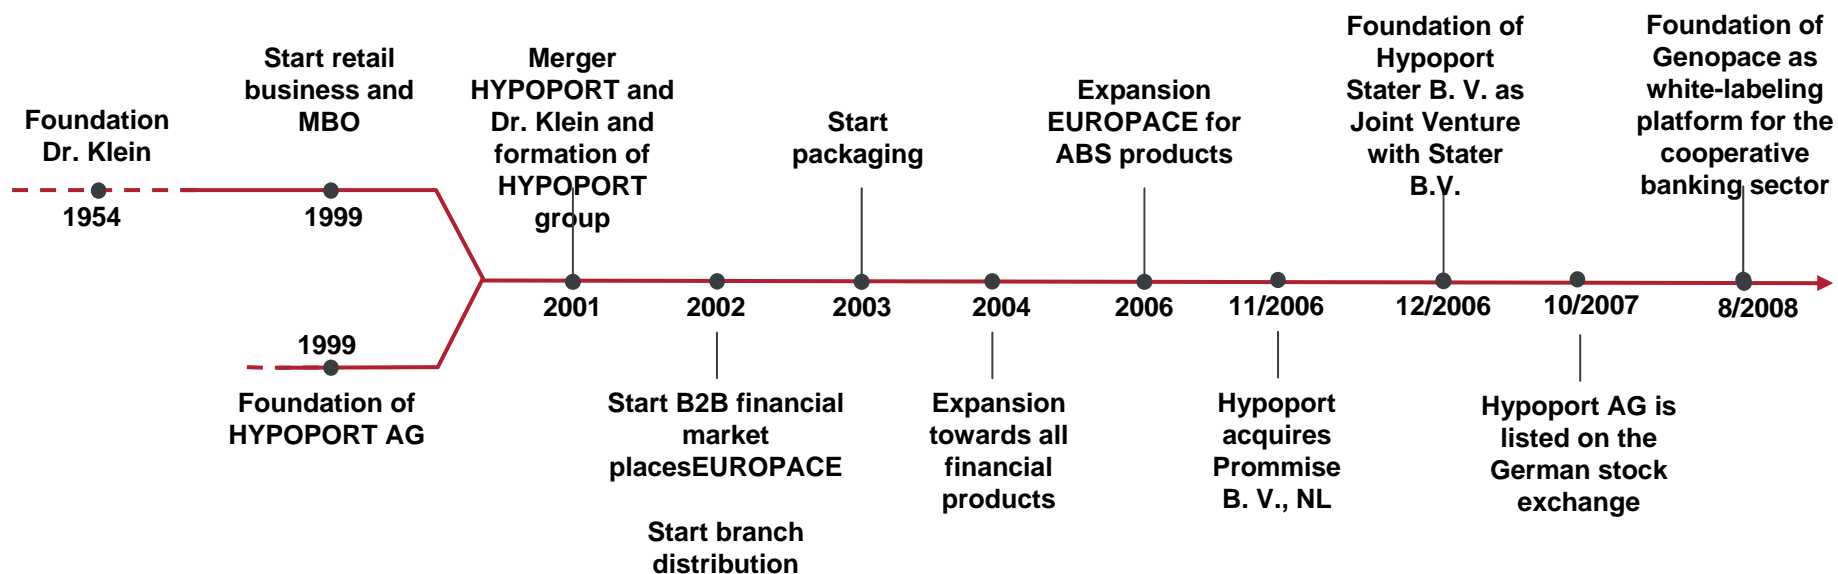 Foundation
Dr. Klein
1954
Start retail
business and
MBO
1999
1999
Foundation of
HYPOPORT AG
Merger
HYPOPORT and
Dr. Klein and
formation of
HYPOPORT
group
2001
2002
Start B2B financial
market
placesEUROPACE
Start branch
distribution
Start
packaging
2003
2004
Expansion
towards all
financial
products
Expansion
EUROPACE for
ABS products
2006
11/2006
Hypoport
acquires
Prommise
B. V., NL
Foundation of
Hypoport
Stater B. V. as
Joint Venture
with Stater
B.V.
12/2006
10/2007
Hypoport AG is
listed on the
German stock
exchange
Foundation of
Genopace as
white-labeling
platform for the
cooperative
banking sector
8/2008